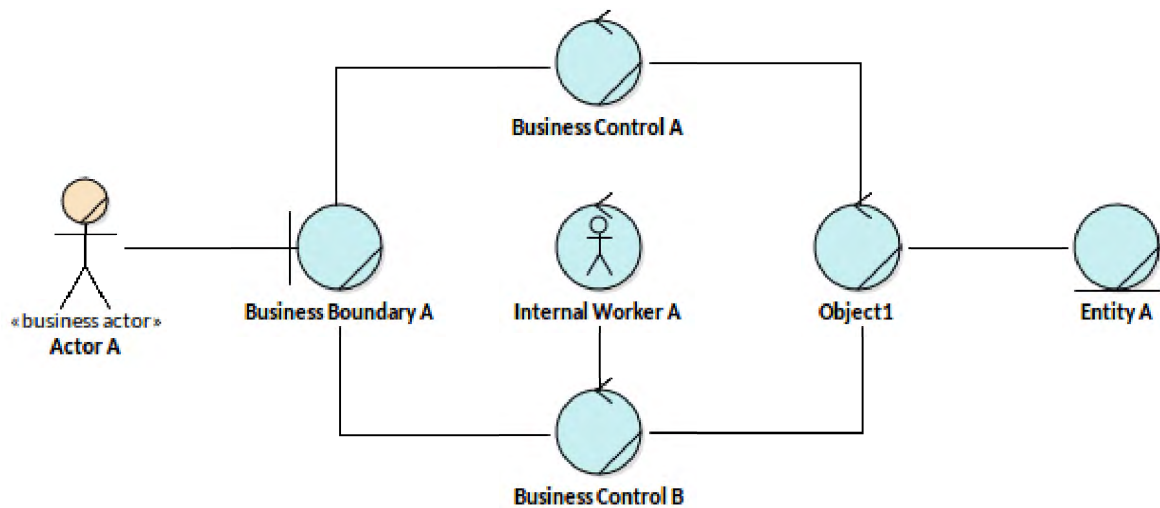 Business Control A
«business actor»
Actor A
Business Boundary A
Internal Worker A
Object1
Entity A
Business Control B